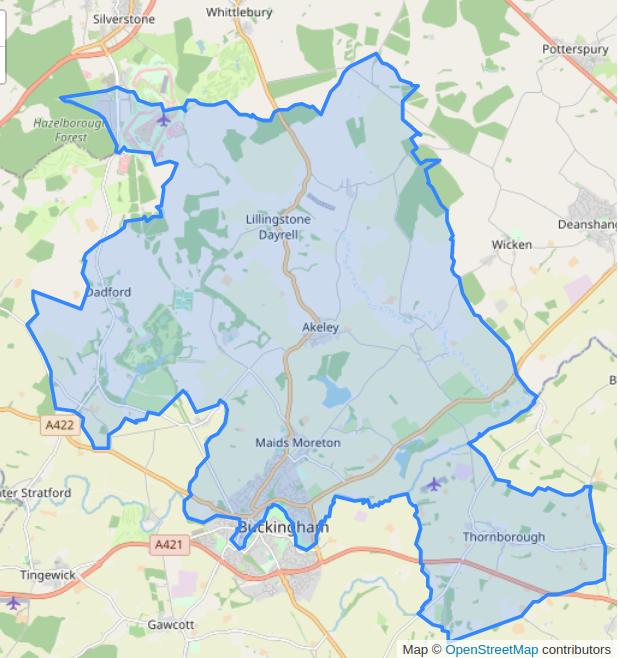 Whittlebury
Silverstone
Potterspury
Hazelborough
Forest
Lillingstone
Dayrell
Deanshang
Wicken
Dadford
Akeley
A422
Maids Moreton
ter Stratford
Buckingham
Thornborough
A421
Tingewick
Gawcott
Map © OpenStreetMap contributors